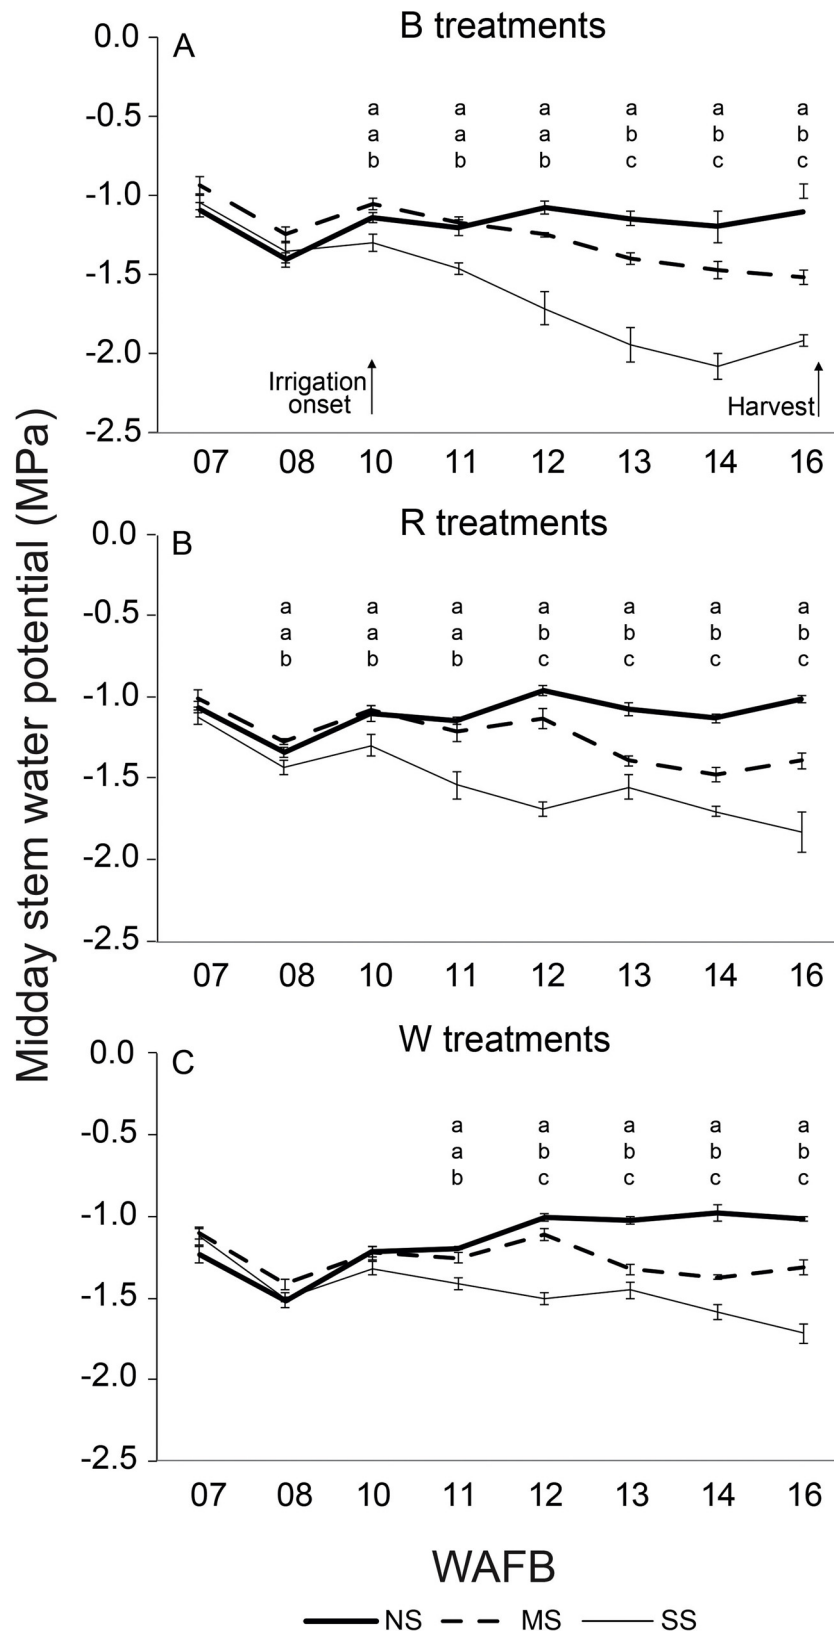 B treatments
A
0.0
-0.5
-1.0
-1.5
-2.0
-2.5
a a a a a a
a a a b b b
b b b c c c
Irrigation
onset
Harvest
07 08 10 11 12 13 14 16
R treatments
B
0.0
-0.5
-1.0
-1.5
-2.0
-2.5
a a a a a a a
a a a b b b b
b b b c c c c
07 08 10 11 12 13 14 16
W treatments
C
0.0
-0.5
-1.0
-1.5
-2.0
-2.5
a a a a a
a b b b b
b c c c c
07 08 10 11 12 13 14 16
Midday stem water potential (MPa)
WAFB
NS MS SS